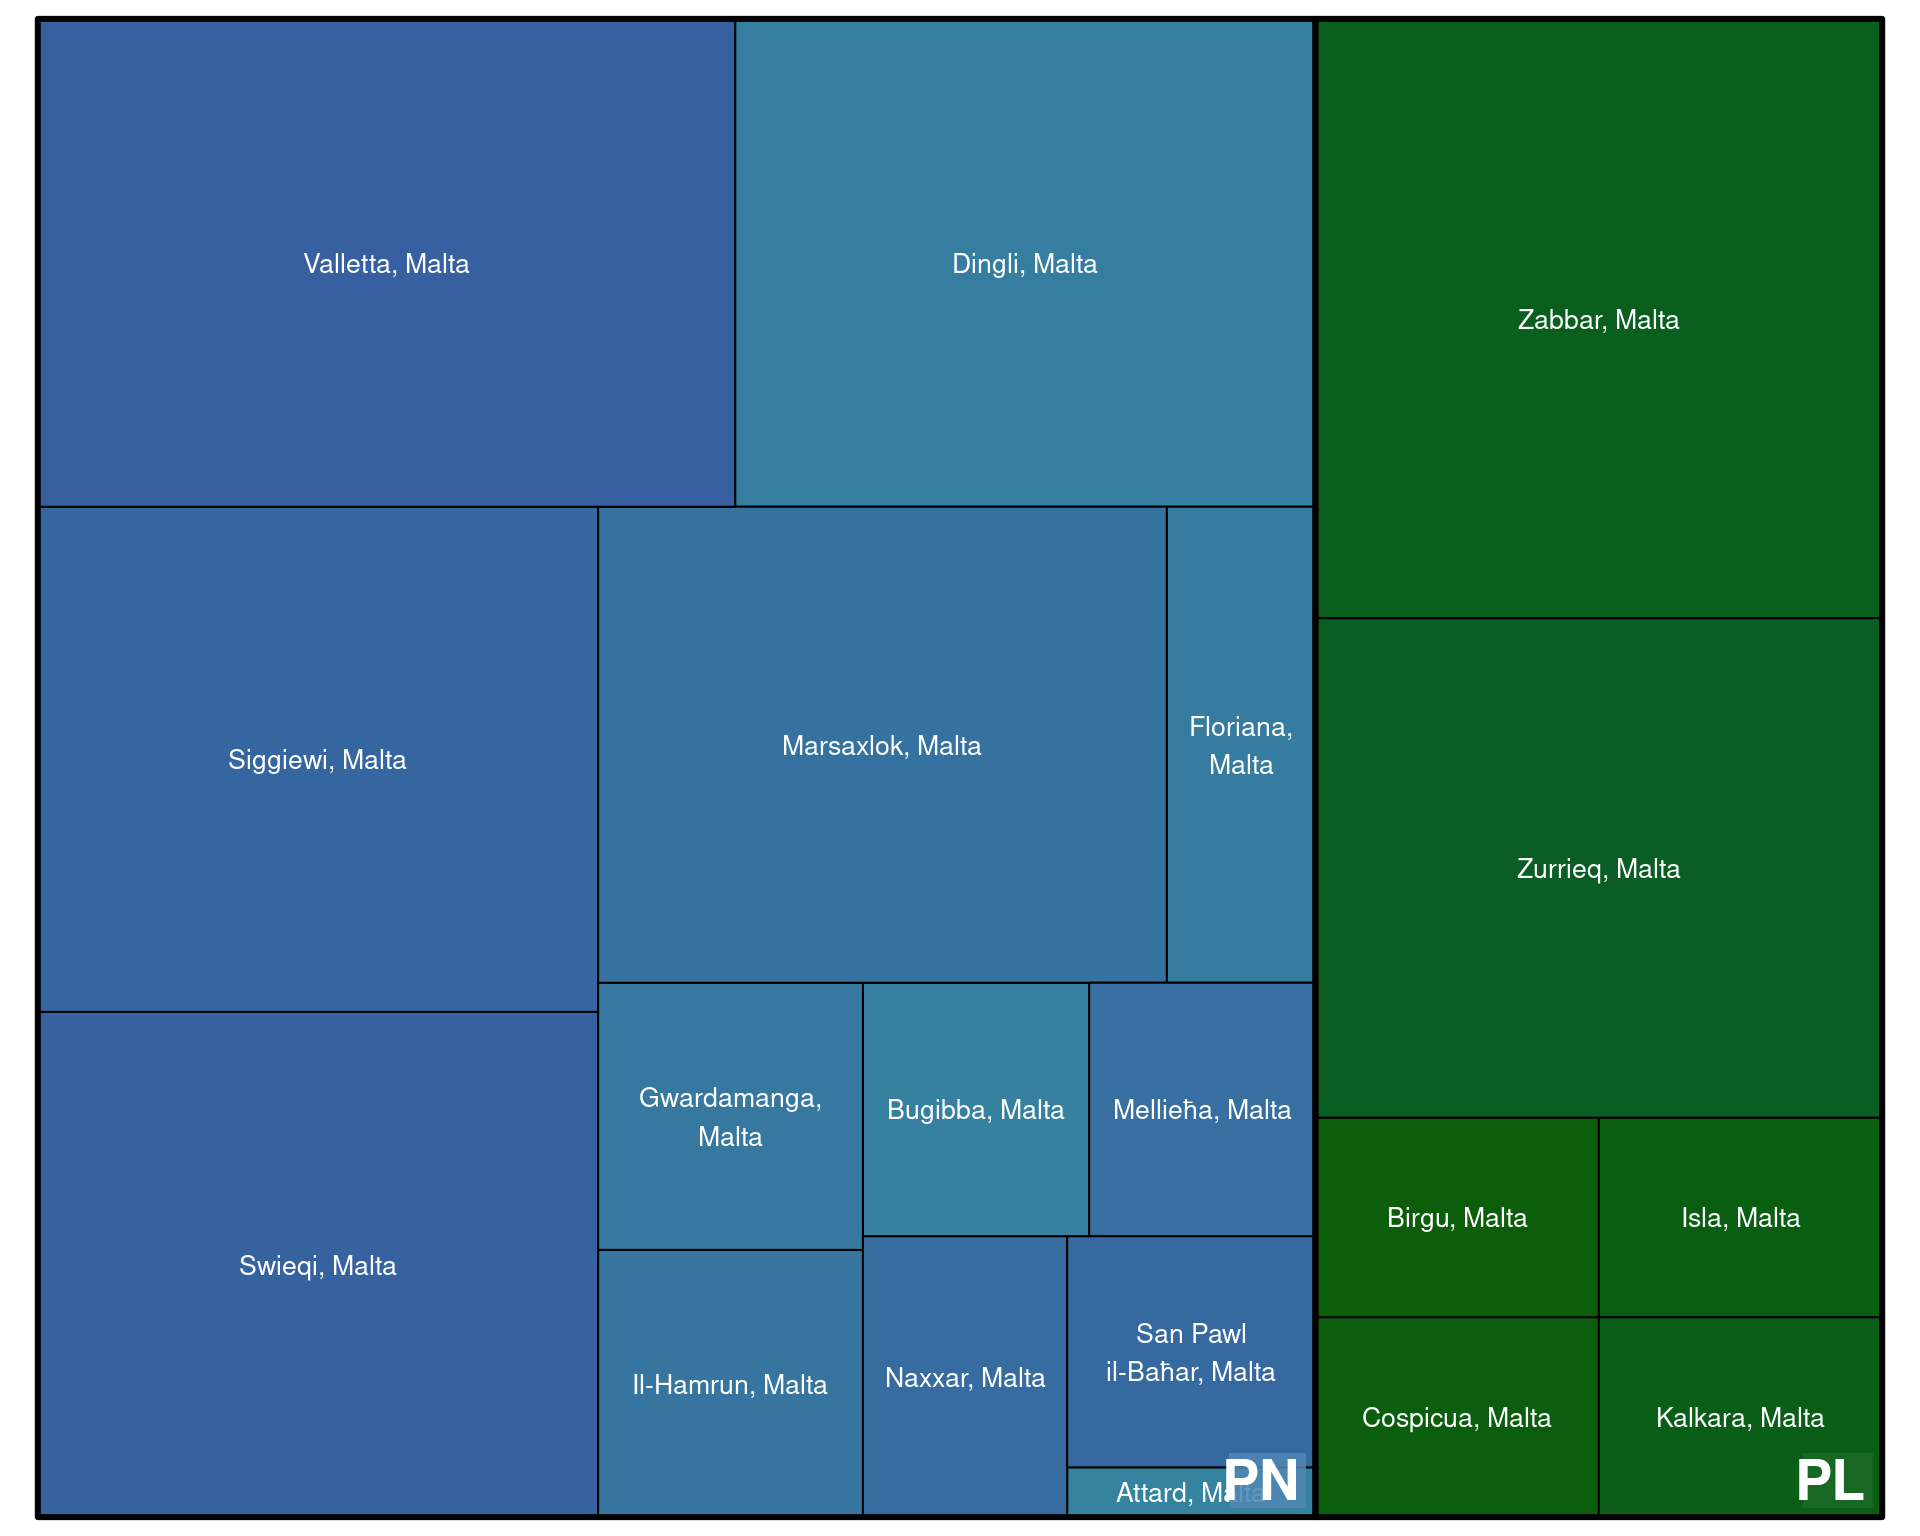 Valletta, Malta
Dingli, Malta
Zabbar, Malta
Siggiewi, Malta
Marsaxlok, Malta
Floriana,
Malta
Zurrieq, Malta
Gwardamanga,
Malta
Bugibba, Malta
Mellieħa, Malta
Swieqi, Malta
Il-Hamrun, Malta
Naxxar, Malta
San Pawl
il-Baħar, Malta
Attard, Malta
PN
Birgu, Malta
Isla, Malta
Cospicua, Malta
Kalkara, Malta
PL